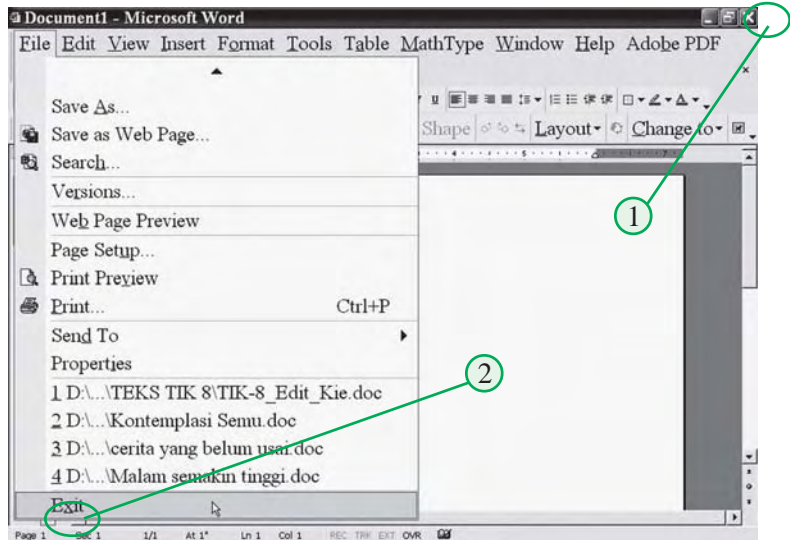 Document1 - Microsoft Word
File Edit View Insert Format Tools Table MathType Window Help Adobe PDF
Save As...
Shape Layout Change to
Save as Web Page...
Search...
Versions...
Web Page Preview
1
Page Setup...
Print Preview
Print... Ctrl+P
Send To
Properties
2
1 D:\...\TEKS TIK 8\TIK-8_Edit_Kie.doc
2 D:\...\Kontemplasi Semu.doc
3 D:\...\cerita yang belum usai.doc
4 D:\...\Malam semakin tinggi.doc
Exit
Page 1 Sec 1 1/1 At 1" Ln 1 Col 1 REC TRK EXT OVR